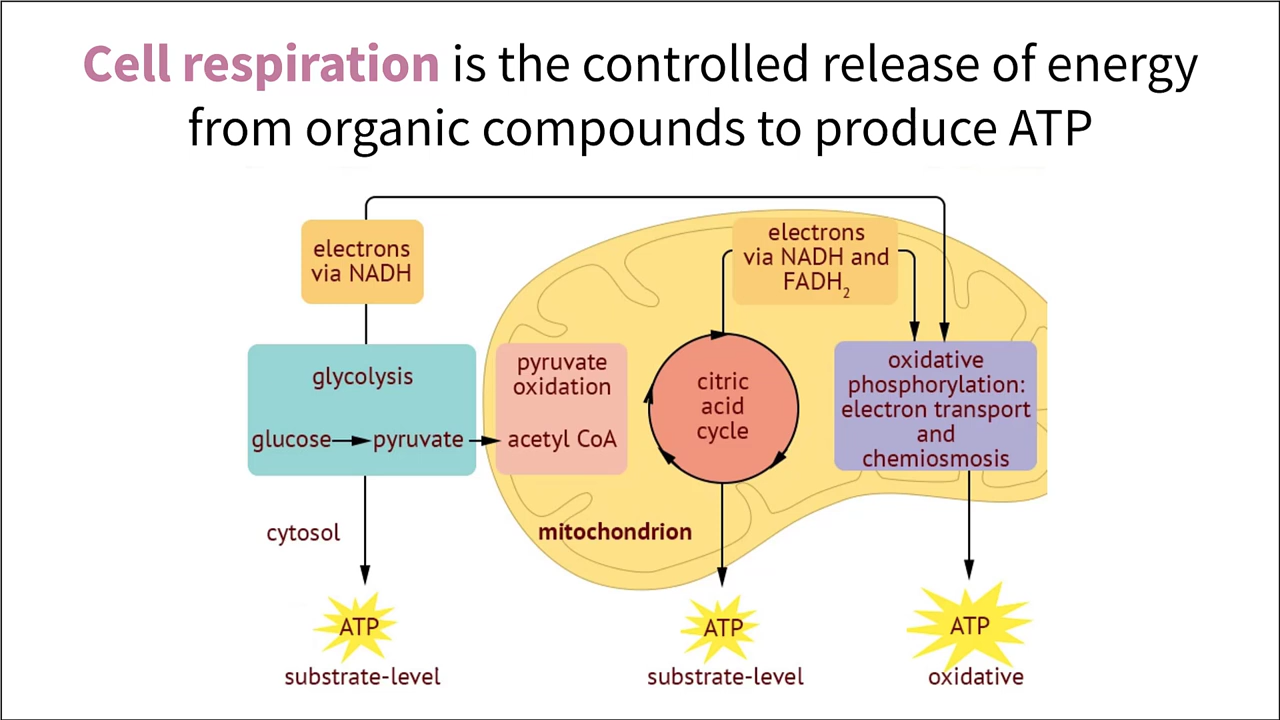 Cell respiration is the controlled release of energy
from organic compounds to produce ATP
electrons
via NADH
electrons
via NADH and
FADH₂
glycolysis
glucose
pyruvate
pyruvate
oxidation
acetyl CoA
citric
acid
cycle
oxidative
phosphorylation:
electron transport
and
chemiosmosis
cytosol
mitochondrion
ATP
substrate-level
ATP
substrate-level
ATP
oxidative